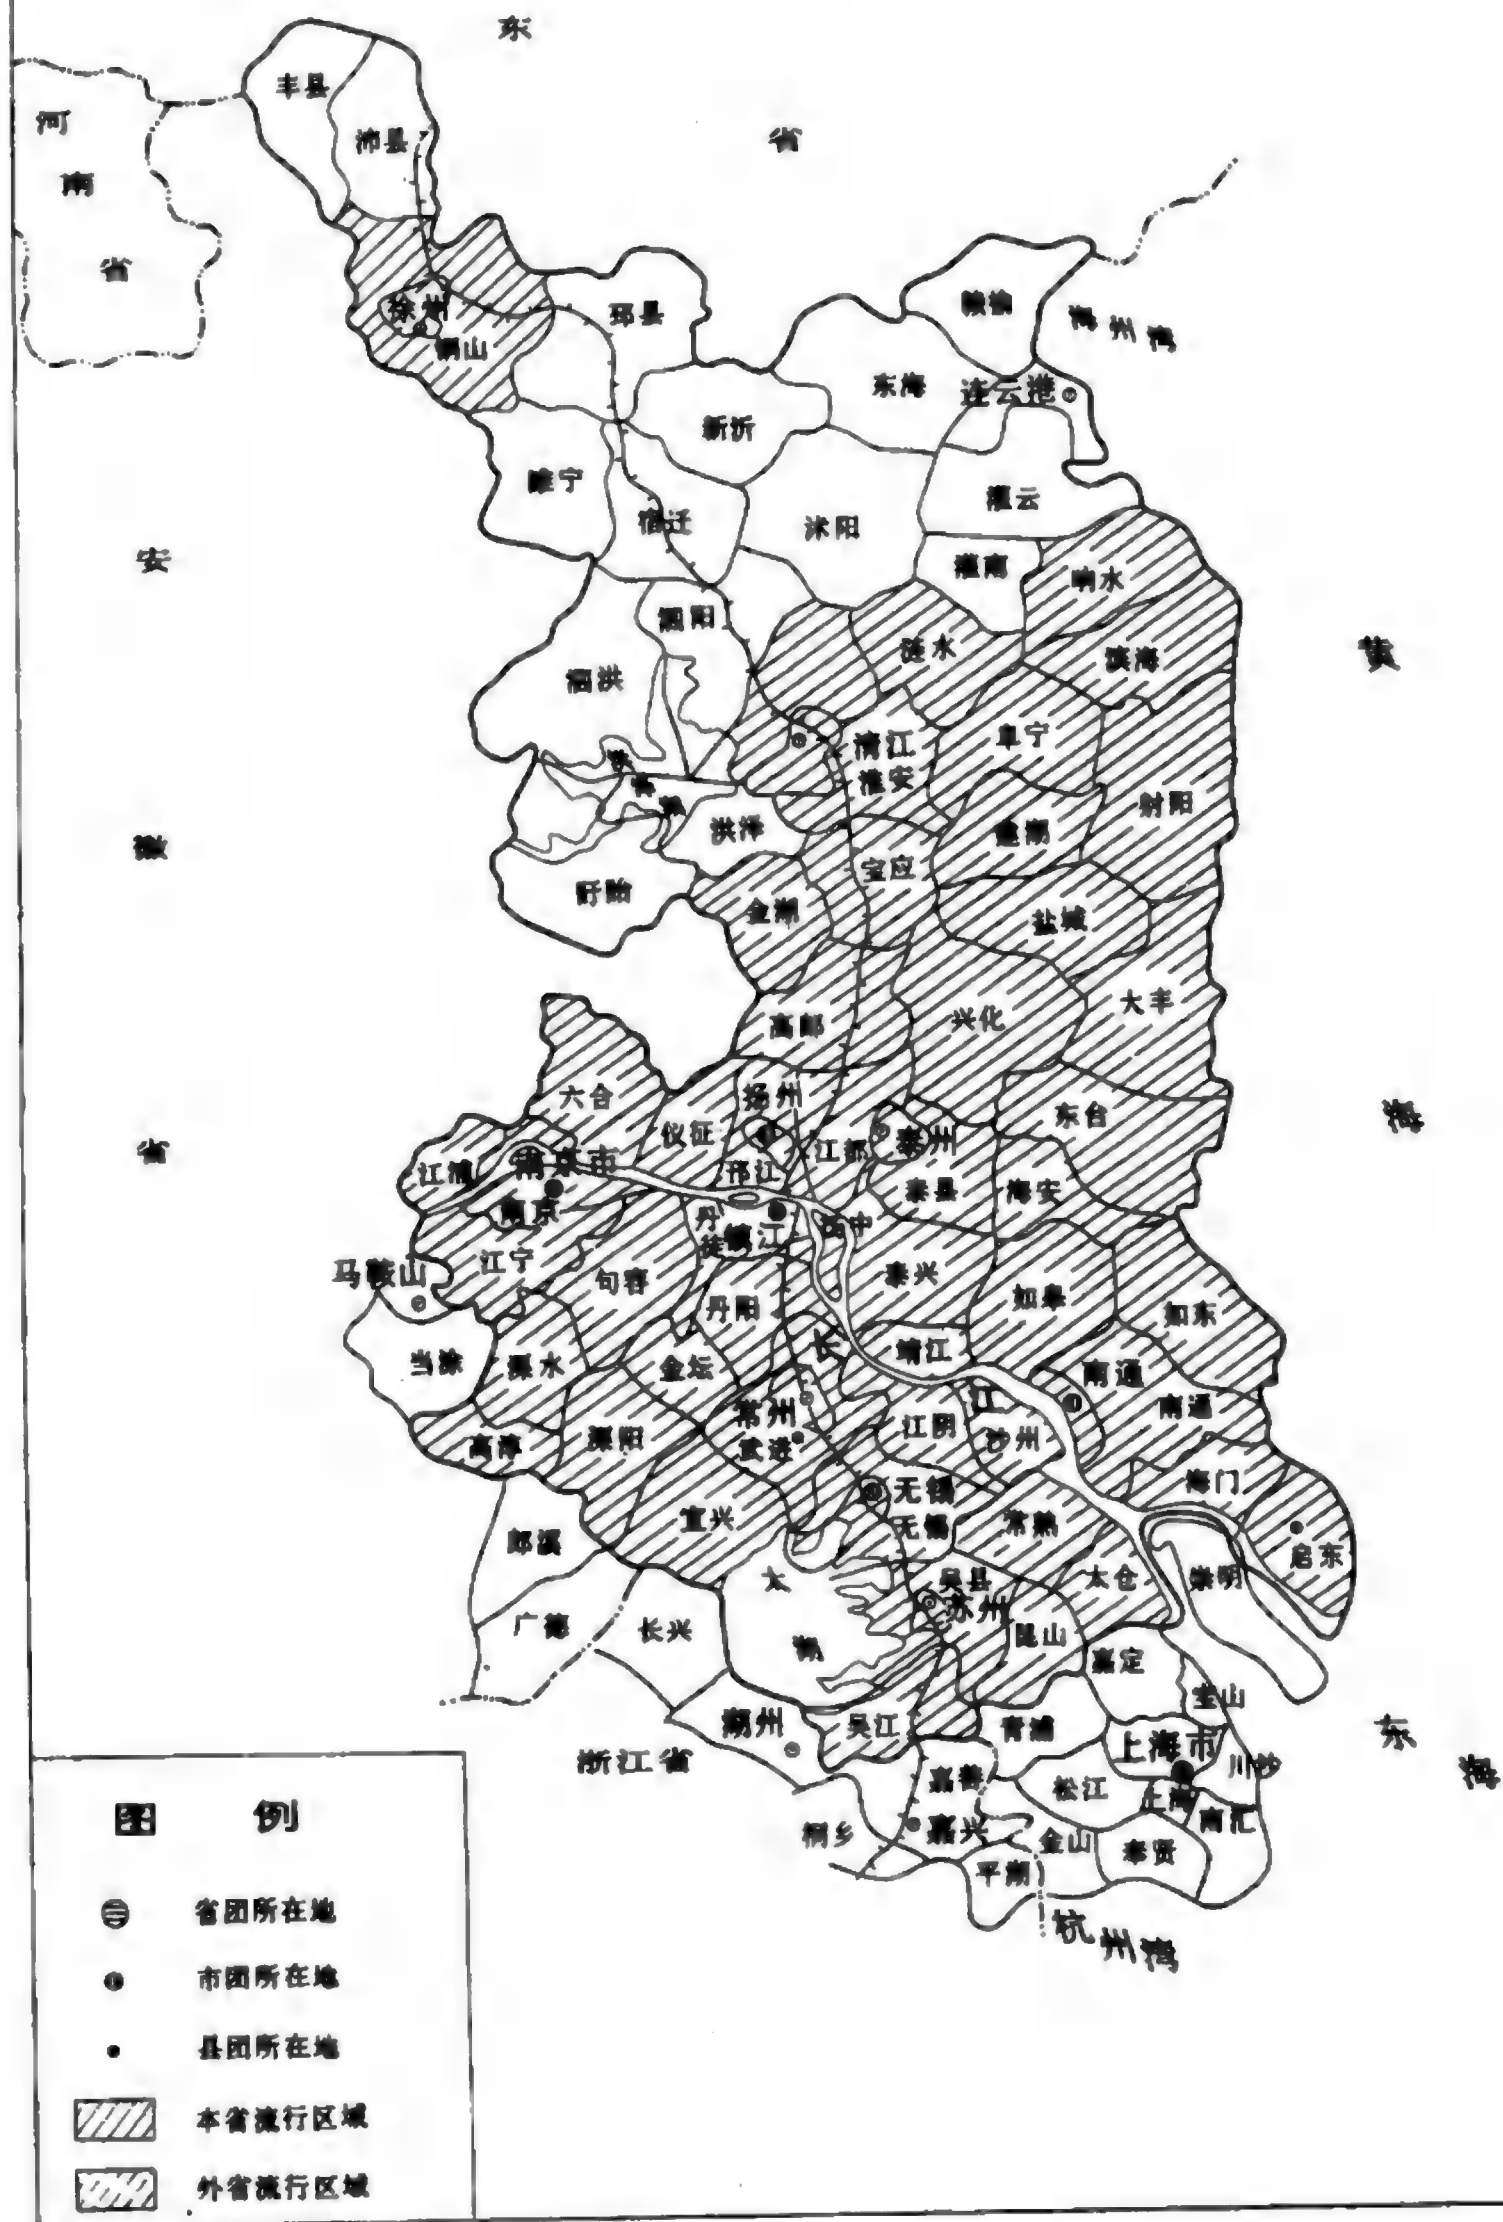 东
省
河
南
省
丰县
沛县
徐州
铜山
邳县
赣榆
海州湾
东海
连云港
新沂
睢宁
宿迁
沭阳
灌云
灌南
响水
泗阳
涟水
滨海
泗洪
清江
淮安
阜宁
射阳
洪泽
建湖
宝应
盱眙
金湖
盐城
大丰
高邮
兴化
安
徽
省
黄
海
六合
扬州
仪征
邗江
江都
泰州
泰县
海安
东台
江浦
南京市
南京
江宁
丹徒
镇江
扬中
马鞍山
句容
丹阳
泰兴
如皋
如东
当涂
溧水
金坛
长
江
靖江
南通
南通
高淳
溧阳
常州
武进
江阴
沙州
海门
宜兴
无锡
无锡
常熟
启东
郎溪
太
湖
吴县
苏州
太仓
崇明
广德
长兴
昆山
嘉定
宝山
湖州
吴江
青浦
上海市
川沙
东
海
浙江省
嘉善
松江
上海
南汇
桐乡
嘉兴
金山
奉贤
平湖
杭州湾
图 例
省团所在地
市团所在地
县团所在地
本省流行区域
外省流行区域